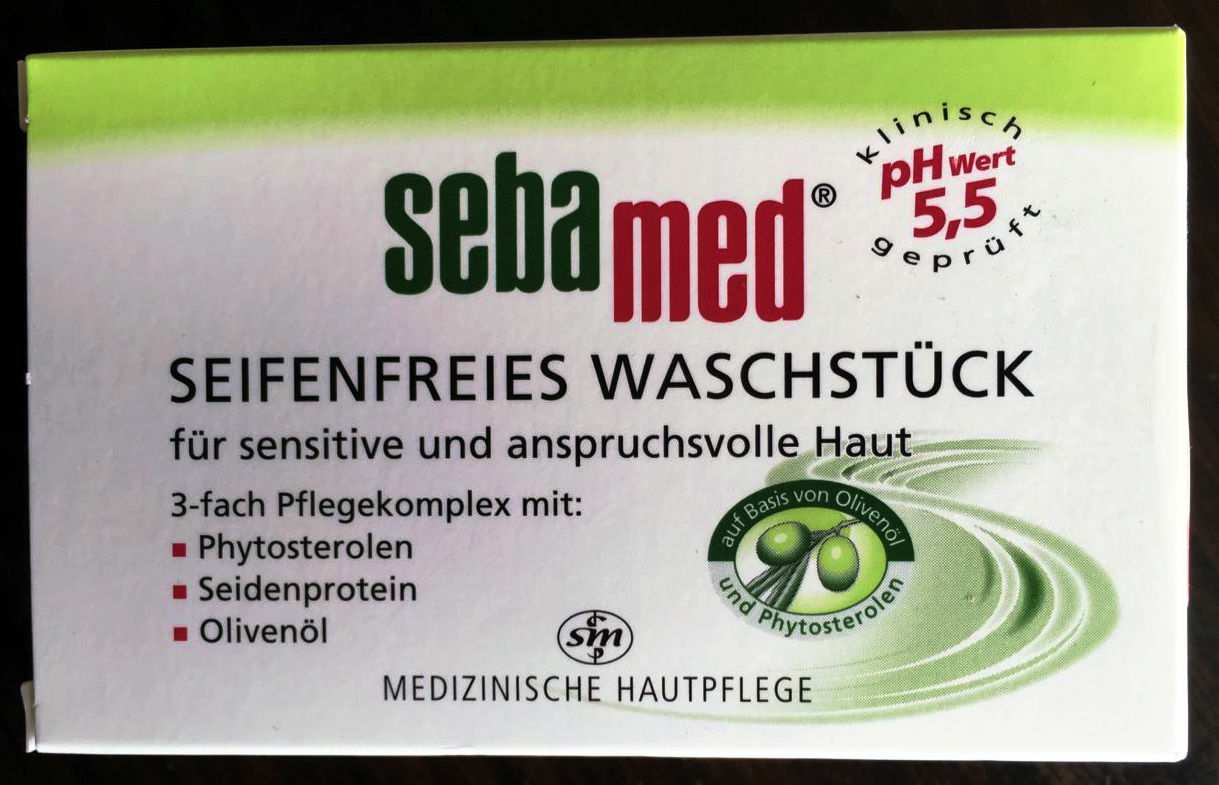 sebamed®
klinisch
pH Wert
5,5
geprüft
SEIFENFREIES WASCHSTÜCK
für sensitive und anspruchsvolle Haut
3-fach Pflegekomplex mit:
▪ Phytosterolen
▪ Seidenprotein
▪ Olivenöl
auf Basis von Olivenöl
und Phytosterolen
sm
MEDIZINISCHE HAUTPFLEGE